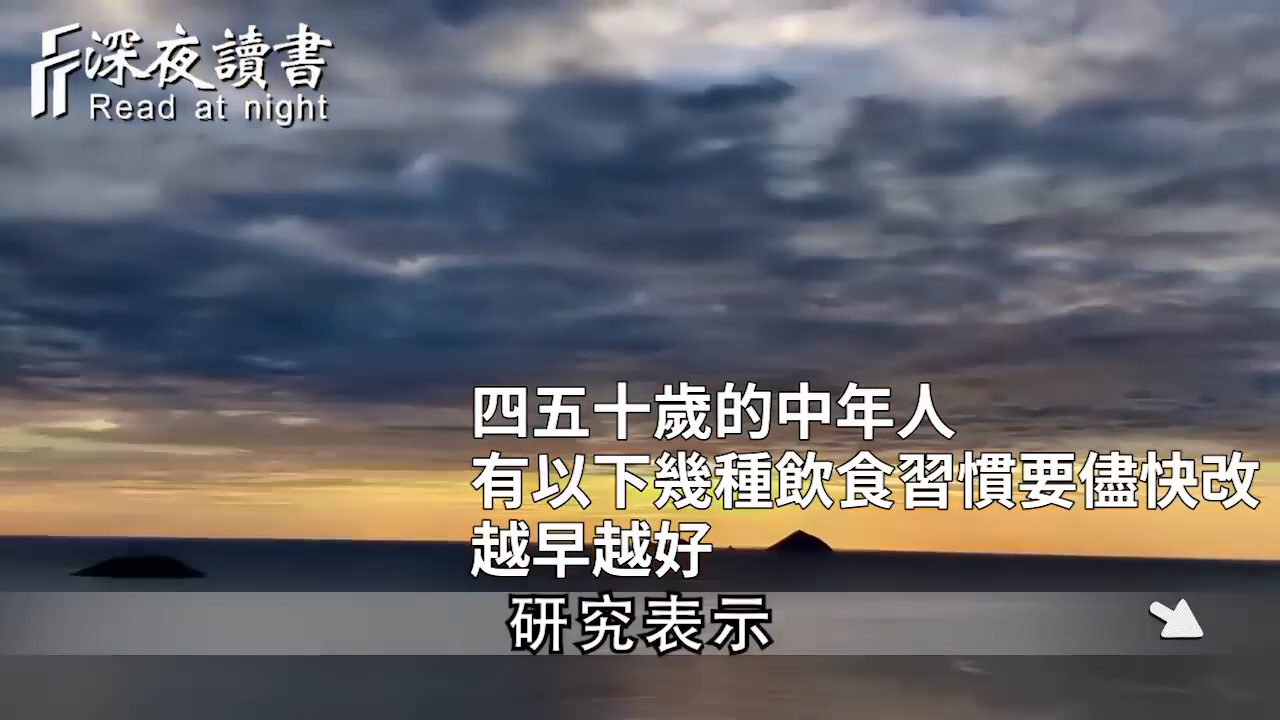 深夜讀書
Read at night
四五十歲的中年人
有以下幾種飲食習慣要儘快改
越早越好
研究表示